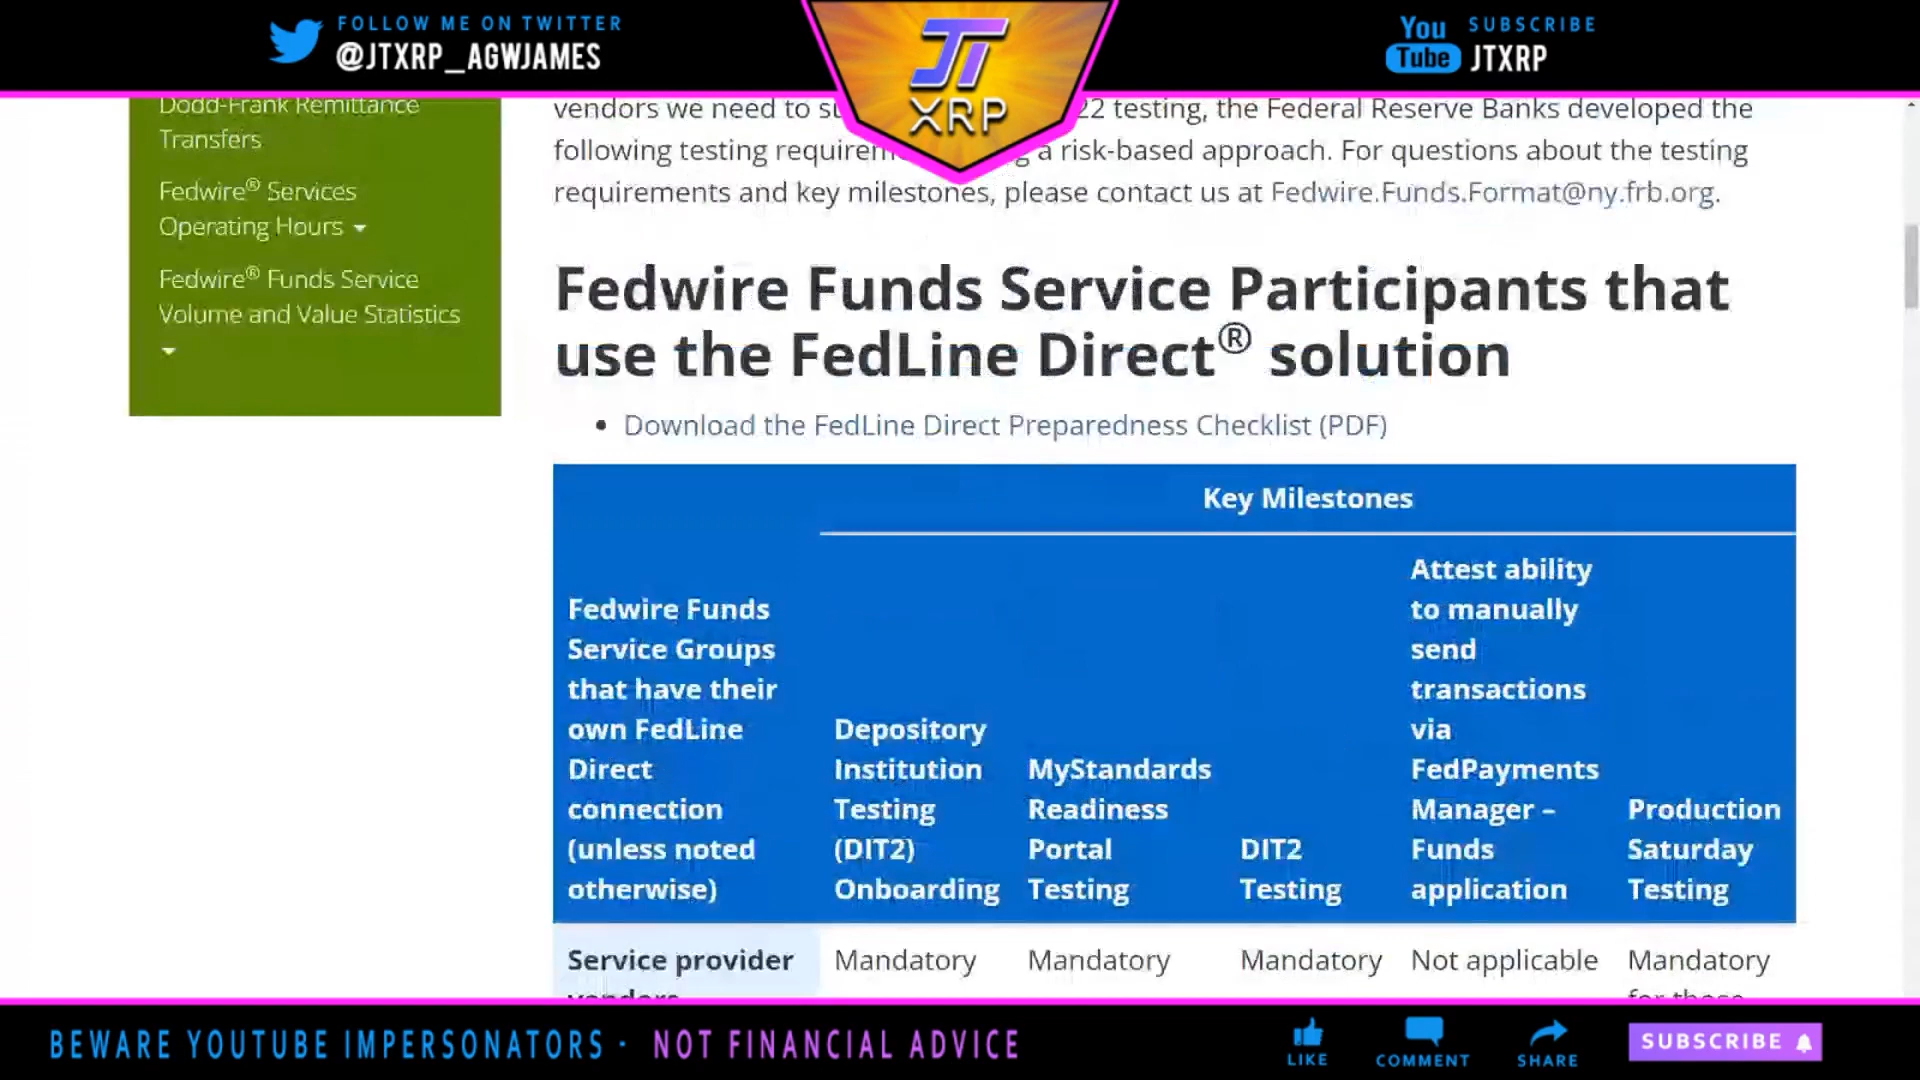 FOLLOW ME ON TWITTER
@JTXRP_AGWJAMES
JT
XRP
You
Tube
SUBSCRIBE
JTXRP
Dodd-Frank Remittance
Transfers
Fedwire® Services
Operating Hours
Fedwire® Funds Service
Volume and Value Statistics
vendors we need to 22 testing, the Federal Reserve Banks developed the
following testing a risk-based approach. For questions about the testing
requirements and key milestones, please contact us at Fedwire.Funds.Format@ny.frb.org.
Fedwire Funds Service Participants that
use the FedLine Direct® solution
• Download the FedLine Direct Preparedness Checklist (PDF)
Key Milestones
Fedwire Funds
Service Groups
that have their
own FedLine
Direct
connection
(unless noted
otherwise)
Depository
Institution
Testing
(DIT2)
Onboarding
MyStandards
Readiness
Portal
Testing
DIT2
Testing
Attest ability
to manually
send
transactions
via
FedPayments
Manager –
Funds
application
Production
Saturday
Testing
Service provider
vendors
Mandatory
Mandatory
Mandatory
Not applicable
Mandatory
for those
BEWARE YOUTUBE IMPERSONATORS · NOT FINANCIAL ADVICE
LIKE
COMMENT
SHARE
SUBSCRIBE